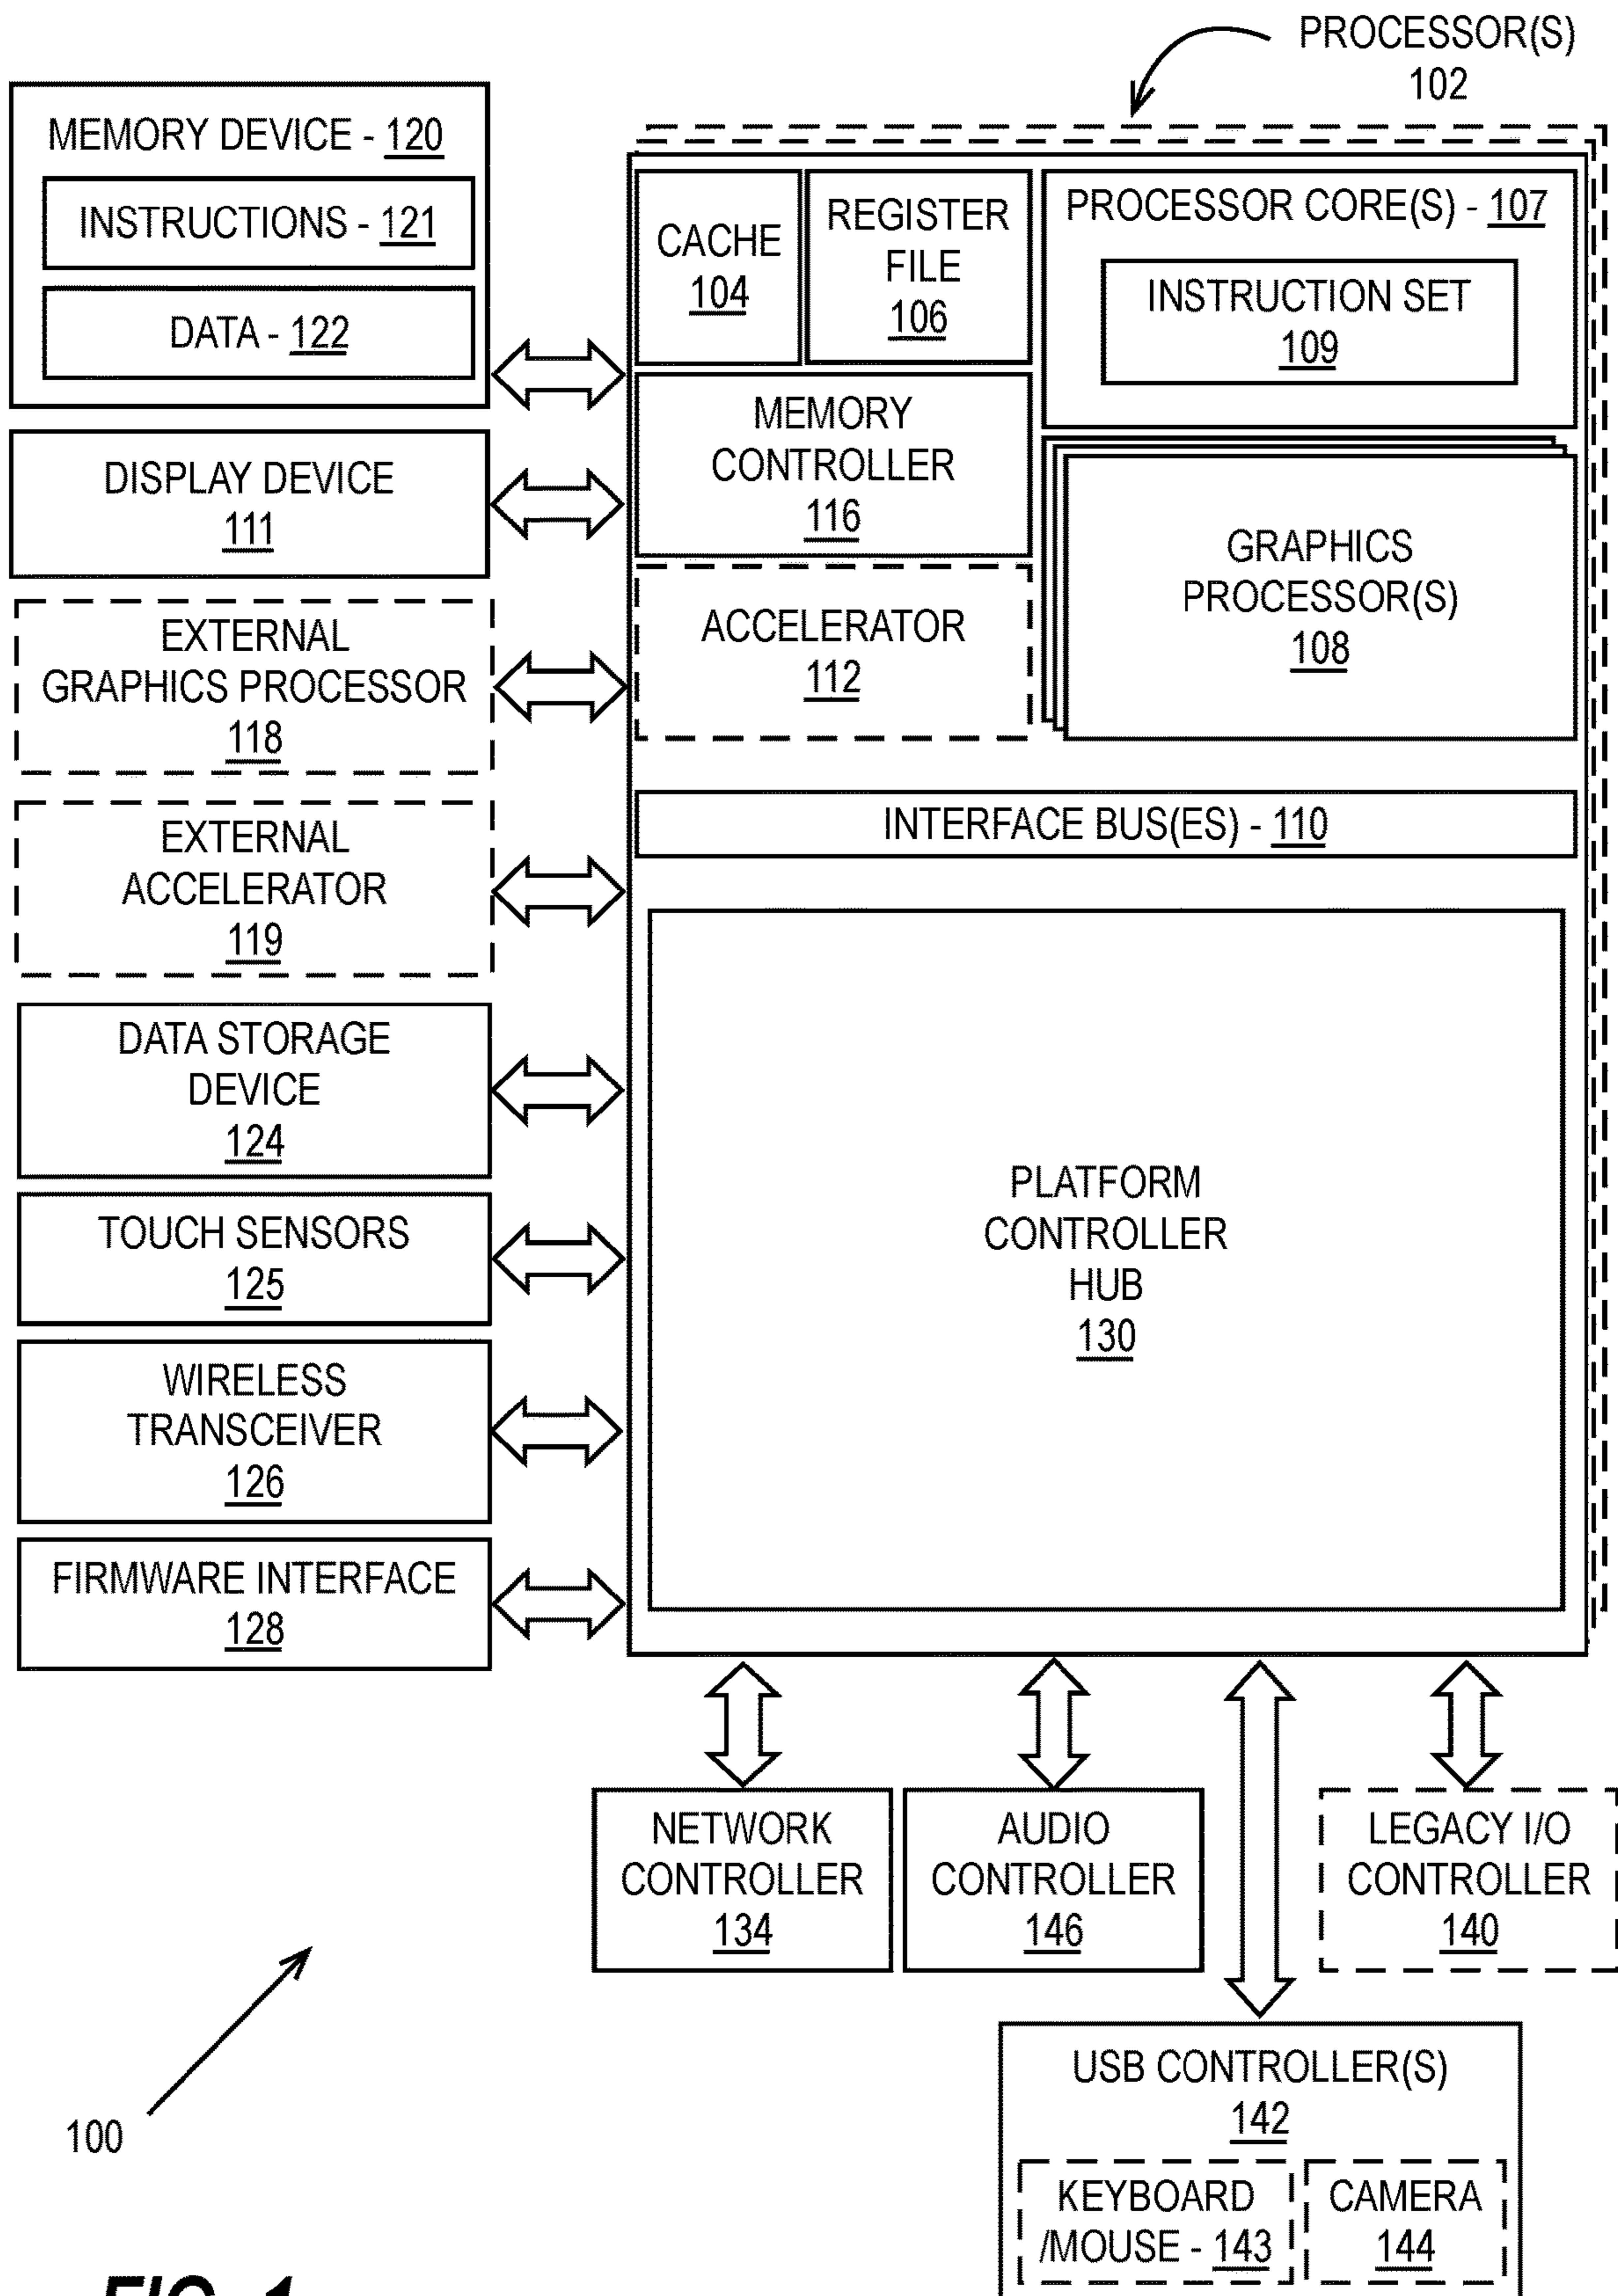 PROCESSOR(S)
102
MEMORY DEVICE - 120
INSTRUCTIONS - 121
DATA - 122
DISPLAY DEVICE
111
EXTERNAL
GRAPHICS PROCESSOR
118
EXTERNAL
ACCELERATOR
119
DATA STORAGE
DEVICE
124
TOUCH SENSORS
125
WIRELESS
TRANSCEIVER
126
FIRMWARE INTERFACE
128
CACHE
104
REGISTER
FILE
106
PROCESSOR CORE(S) - 107
INSTRUCTION SET
109
MEMORY
CONTROLLER
116
ACCELERATOR
112
GRAPHICS
PROCESSOR(S)
108
INTERFACE BUS(ES) - 110
PLATFORM
CONTROLLER
HUB
130
NETWORK
CONTROLLER
134
AUDIO
CONTROLLER
146
LEGACY I/O
CONTROLLER
140
USB CONTROLLER(S)
142
KEYBOARD
/MOUSE - 143
CAMERA
144
100
FIG. 1